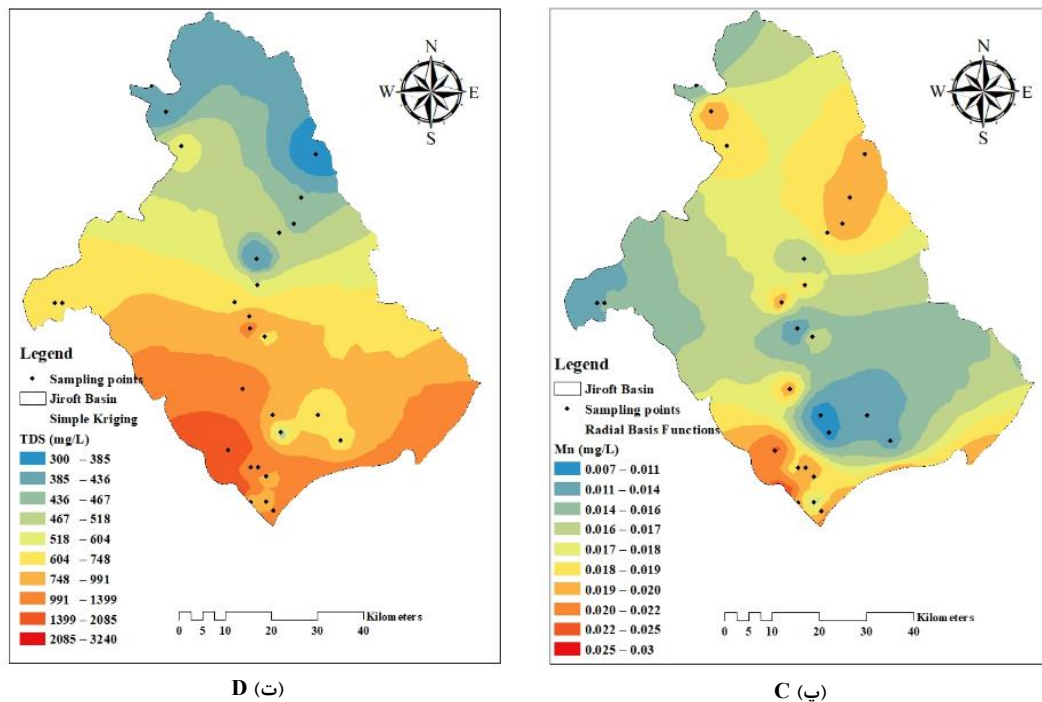 N
W E
S
Legend
Sampling points
Jiroft Basin
Simple Kriging
TDS (mg/L)
300 – 385
385 – 436
436 – 467
467 – 518
518 – 604
604 – 748
748 – 991
991 – 1399
1399 – 2085
2085 – 3240
Kilometers
0 5 10 20 30 40
D (ت)
N
W E
S
Legend
Jiroft Basin
Sampling points
Radial Basis Functions
Mn (mg/L)
0.007 – 0.011
0.011 – 0.014
0.014 – 0.016
0.016 – 0.017
0.017 – 0.018
0.018 – 0.019
0.019 – 0.020
0.020 – 0.022
0.022 – 0.025
0.025 – 0.03
Kilometers
0 5 10 20 30 40
C (پ)